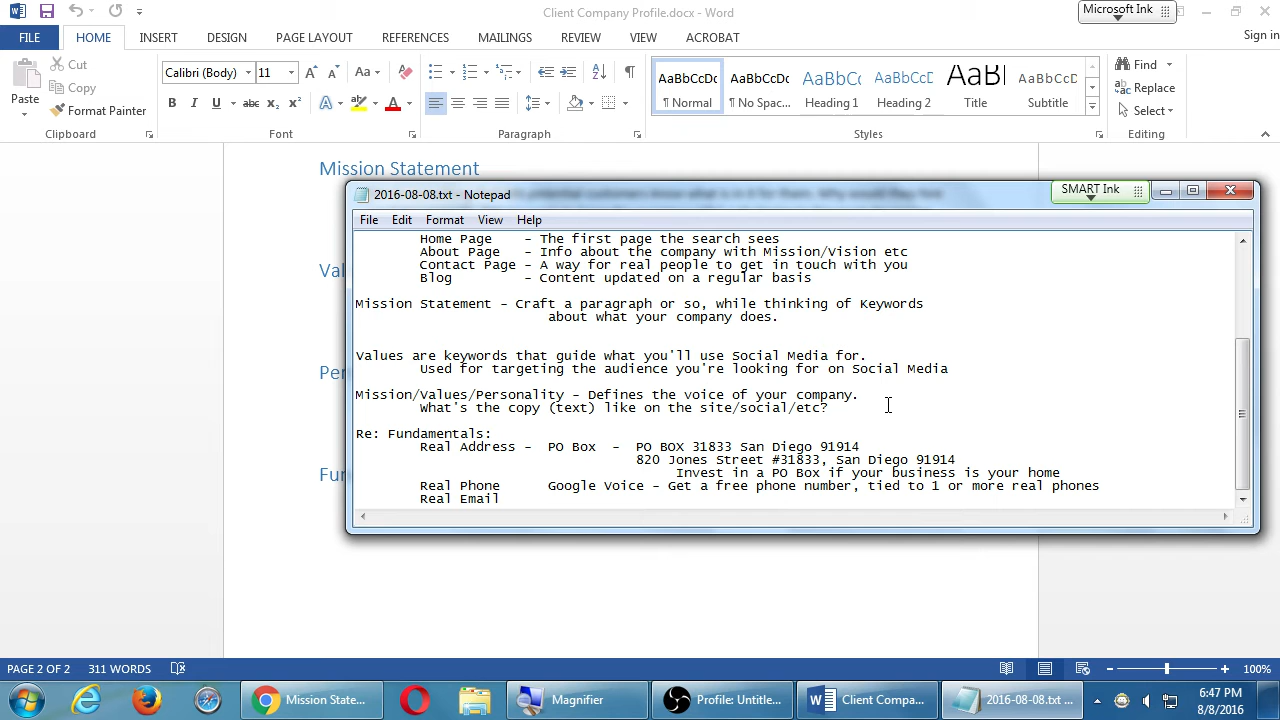 Client Company Profile.docx - Word
Microsoft Ink
FILE HOME INSERT DESIGN PAGE LAYOUT REFERENCES MAILINGS REVIEW VIEW ACROBAT Sign in
Paste
Cut
Copy
Format Painter
Calibri (Body) 11
AaBbCcDc AaBbCcDc AaBbCc AaBbCcD AaB AaBbCcD
¶ Normal ¶ No Spac... Heading 1 Heading 2 Title Subtitle
Find
Replace
Select
Clipboard Font Paragraph Styles Editing
Mission Statement
2016-08-08.txt - Notepad
SMART Ink
File Edit Format View Help
Home Page - The first page the search sees
About Page - Info about the company with Mission/Vision etc
Contact Page - A way for real people to get in touch with you
Blog - Content updated on a regular basis
Mission Statement - Craft a paragraph or so, while thinking of Keywords
about what your company does.
Values are keywords that guide what you'll use Social Media for.
Used for targeting the audience you're looking for on Social Media
Mission/Values/Personality - Defines the voice of your company.
What's the copy (text) like on the site/social/etc?
Re: Fundamentals:
Real Address - PO Box - PO BOX 31833 San Diego 91914
820 Jones Street #31833, San Diego 91914
Invest in a PO Box if your business is your home
Real Phone Google Voice - Get a free phone number, tied to 1 or more real phones
Real Email
PAGE 2 OF 2 311 WORDS 100%
Mission State... Magnifier Profile: Untitle... Client Compa... 2016-08-08.txt ...
6:47 PM
8/8/2016